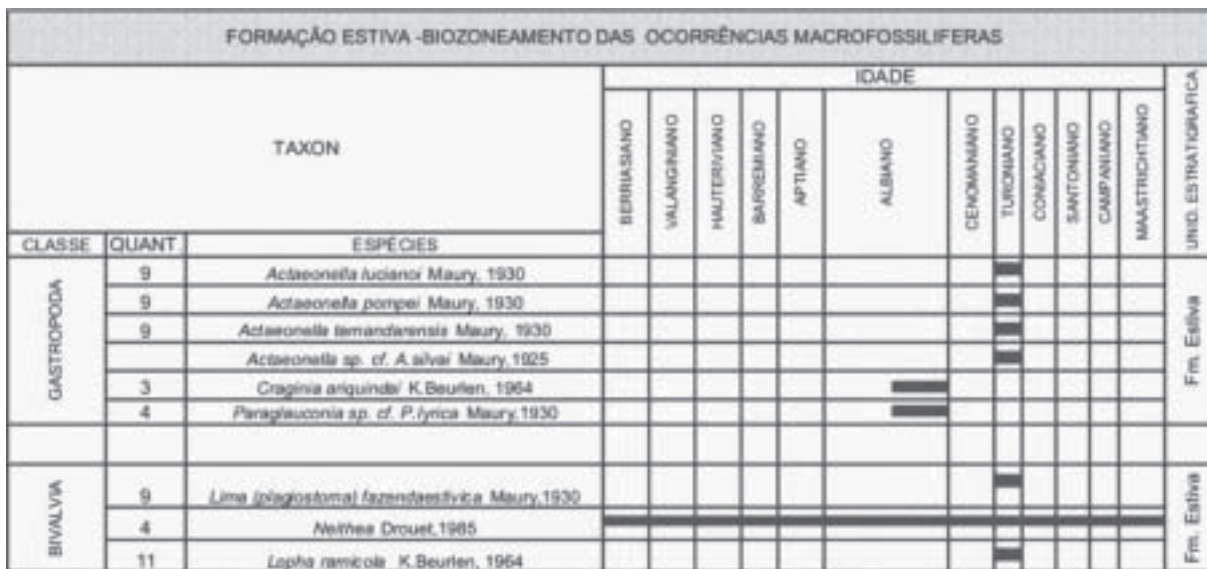 FORMAÇÃO ESTIVA -BIOZONEAMENTO DAS OCORRÊNCIAS MACROFOSSILIFERAS
TAXON
IDADE
UNID. ESTRATIGRAFICA
BERRIASIANO
VALANGINIANO
HAUTERIVIANO
BARREMIANO
APTIANO
ALBIANO
CENOMANIANO
TURONIANO
CONIACIANO
SANTONIANO
CAMPANIANO
MAASTRICHTIANO
CLASSE QUANT. ESPÉCIES
GASTROPODA
9 Actaeonella lucianoi Maury, 1930
9 Actaeonella pompei Maury, 1930
9 Actaeonella tamandarensis Maury, 1930
Actaeonella sp. cf. A.silvai Maury,1925
3 Craginia ariquindai K.Beurlen, 1964
4 Paraglauconia sp. cf. P.lyrica Maury,1930
Fm. Estiva
BIVALVIA
9 Lima (plagiostoma) fazendaestivica Maury,1930
4 Neithea Drouet,1985
11 Lopha ramicola K.Beurlen, 1964
Fm. Estiva